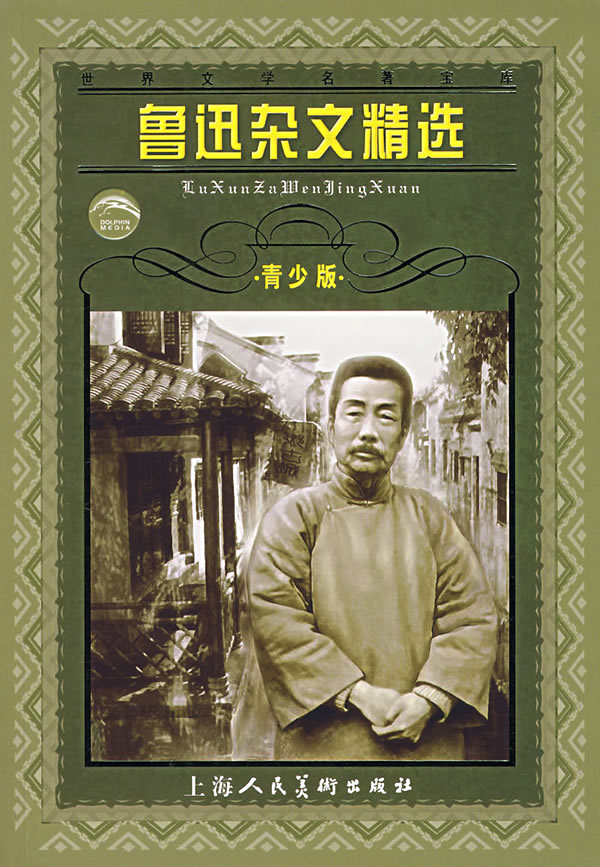 世界文学名著宝库
鲁迅杂文精选
LuXunZaWenJingXuan
DOLPHIN
MEDIA
·青少版·
上海人民美術出版社